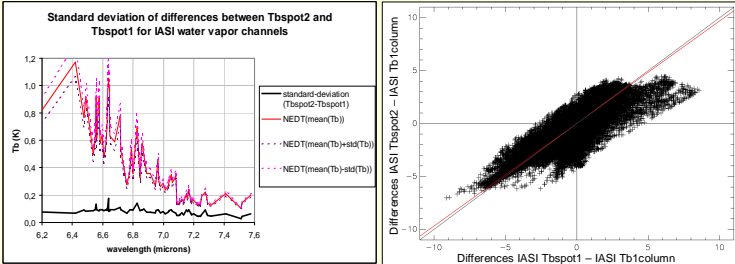 Standard deviation of differences between Tbspot2 and
Tbspot1 for IASI water vapor channels
Tb (K)
1,2
1,0
0,8
0,6
0,4
0,2
0,0
6,2 6,4 6,6 6,8 7,0 7,2 7,4 7,6
wavelength (microns)
standard-deviation
(Tbspot2-Tbspot1)
NEDT(mean(Tb))
NEDT(mean(Tb)+std(Tb))
NEDT(mean(Tb)-std(Tb))
Differences IASI Tbspot2 – IASI Tb1column
10
5
0
−5
−10
−10 −5 0 5 10
Differences IASI Tbspot1 – IASI Tb1column